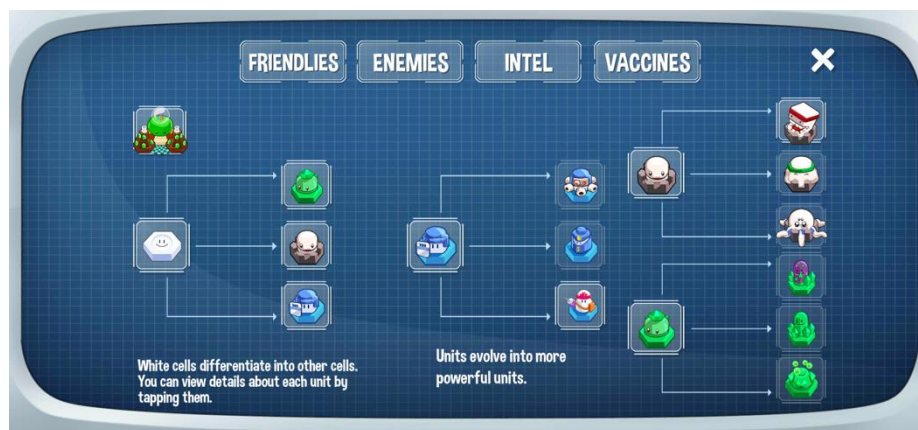 FRIENDLIES
ENEMIES
INTEL
VACCINES
White cells differentiate into other cells.
You can view details about each unit by
tapping them.
Units evolve into more
powerful units.